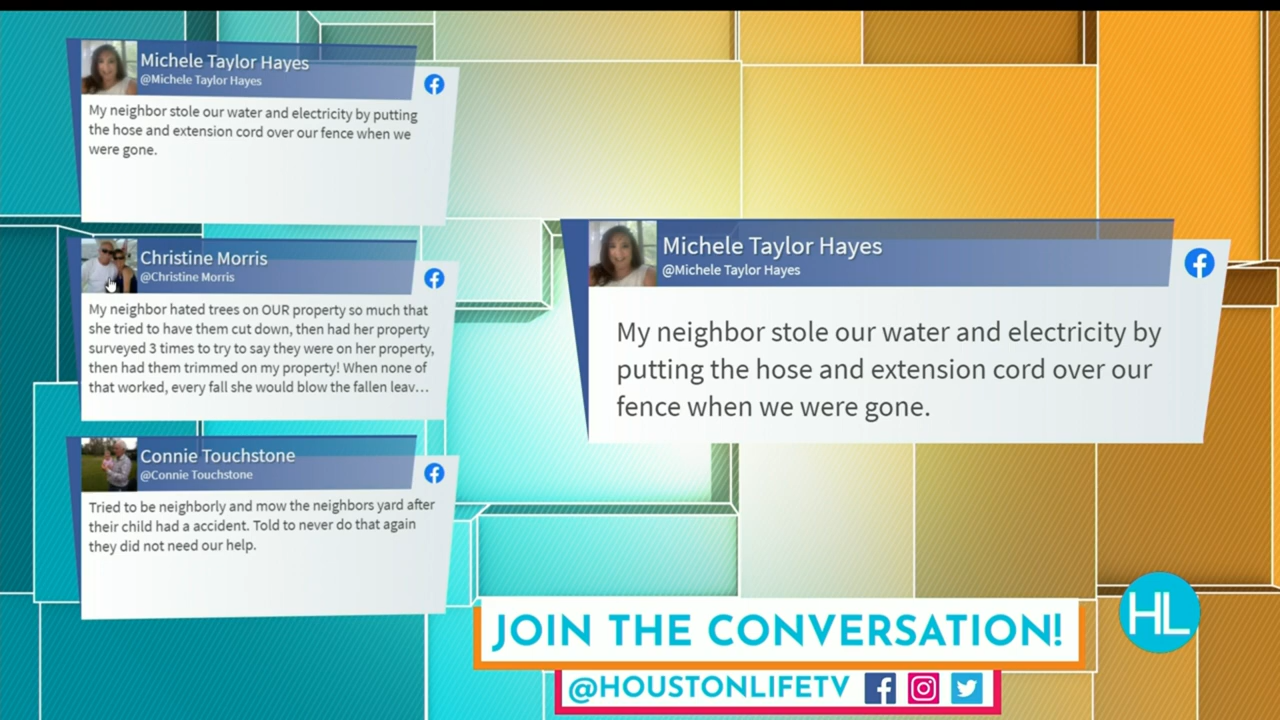 Michele Taylor Hayes
@Michele Taylor Hayes
My neighbor stole our water and electricity by putting
the hose and extension cord over our fence when we
were gone.
Christine Morris
@Christine Morris
My neighbor hated trees on OUR property so much that
she tried to have them cut down, then had her property
surveyed 3 times to try to say they were on her property,
then had them trimmed on my property! When none of
that worked, every fall she would blow the fallen leav…
Connie Touchstone
@Connie Touchstone
Tried to be neighborly and mow the neighbors yard after
their child had a accident. Told to never do that again
they did not need our help.
Michele Taylor Hayes
@Michele Taylor Hayes
My neighbor stole our water and electricity by
putting the hose and extension cord over our
fence when we were gone.
HL
JOIN THE CONVERSATION!
@HOUSTONLIFETV